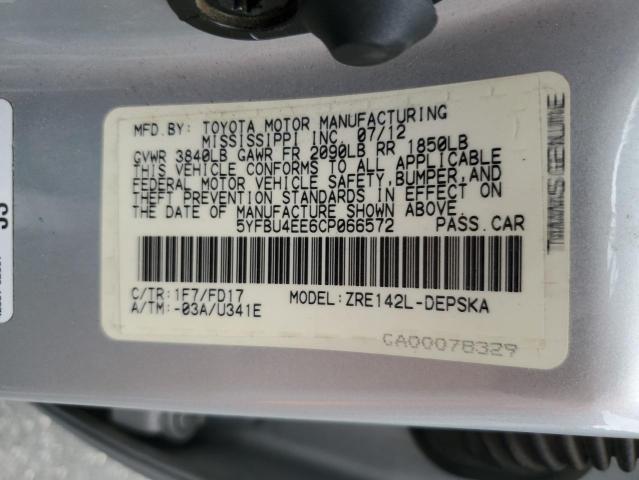 MFD.BY: TOYOTA MOTOR MANUFACTURING
MISSISSIPPI INC. 07/12
GVWR 3840LB GAWR FR 2090LB RR 1850LB
THIS VEHICLE CONFORMS TO ALL APPLICABLE
FEDERAL MOTOR VEHICLE SAFETY,BUMPER,AND
THEFT PREVENTION STANDARDS IN EFFECT ON
THE DATE OF MANUFACTURE SHOWN ABOVE.
5YFBU4EE6CP066572 PASS.CAR
C/TR:1F7/FD17 MODEL:ZRE142L-DEPSKA
A/TM:-03A/U341E
CA00078329
GENUINE